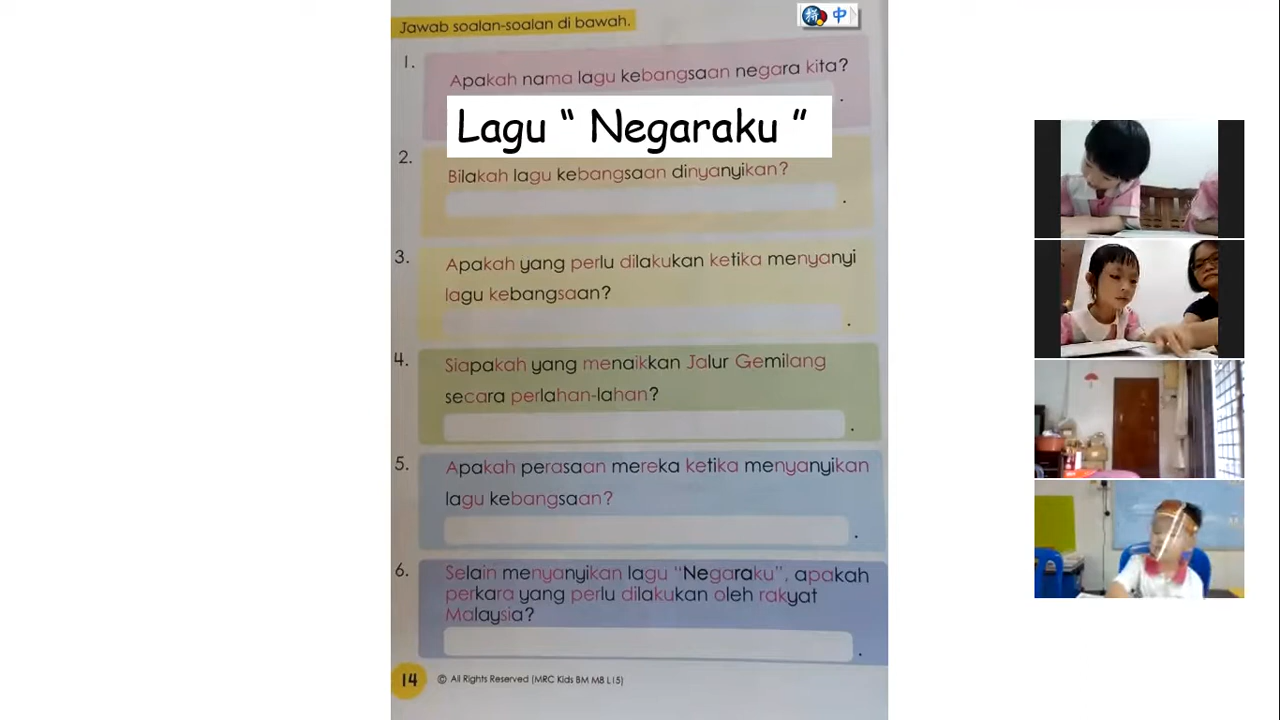 Jawab soalan-soalan di bawah.
中
1.
Apakah nama lagu kebangsaan negara kita?
Lagu “ Negaraku ”
.
2.
Bilakah lagu kebangsaan dinyanyikan?
.
3.
Apakah yang perlu dilakukan ketika menyanyi
lagu kebangsaan?
.
4.
Siapakah yang menaikkan Jalur Gemilang
secara perlahan-lahan?
.
5.
Apakah perasaan mereka ketika menyanyikan
lagu kebangsaan?
.
6.
Selain menyanyikan lagu “Negaraku”, apakah
perkara yang perlu dilakukan oleh rakyat
Malaysia?
.
14
© All Rights Reserved (MRC Kids BM M8 L15)